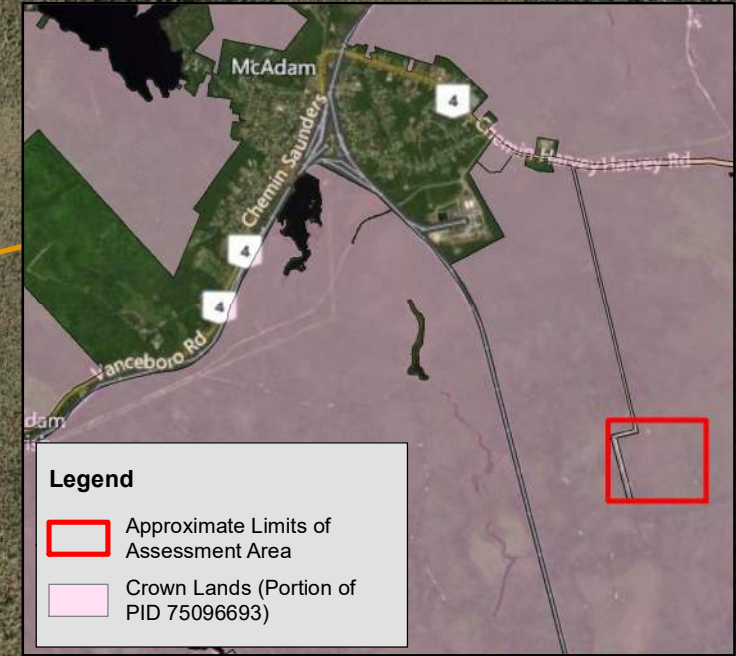 McAdam
4
Chemin Saunders
Chemin Harvey Harvey Rd
4
4
Vanceboro Rd
dam
Legend
Approximate Limits of
Assessment Area
Crown Lands (Portion of
PID 75096693)